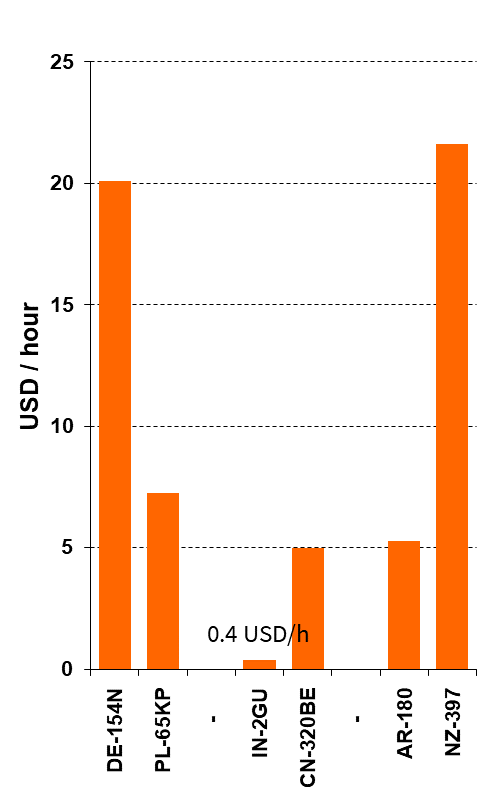 25
20
15
10
5
0
USD / hour
0.4 USD/h
DE-154N
PL-65KP
-
IN-2GU
CN-320BE
-
AR-180
NZ-397